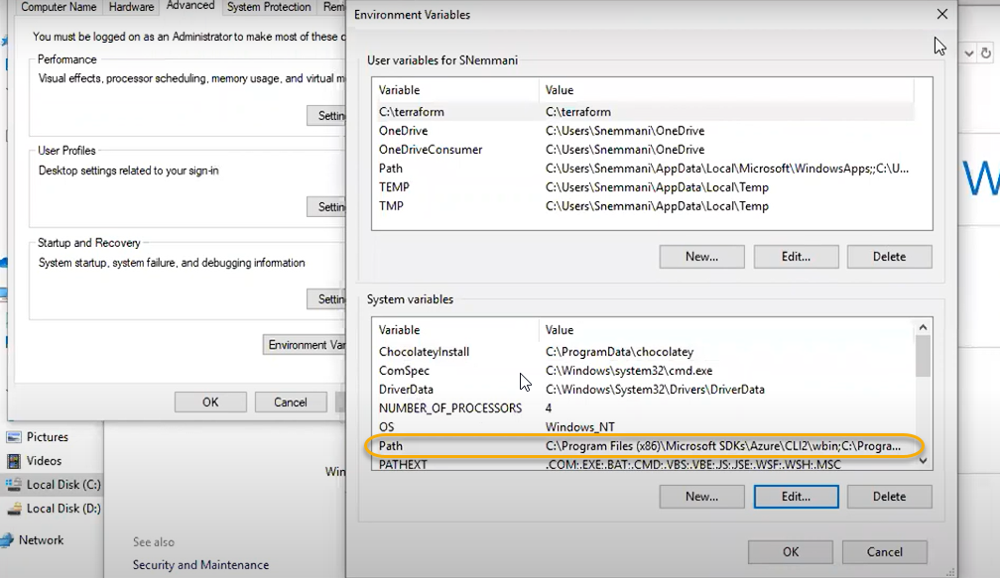 Computer Name Hardware Advanced System Protection
You must be logged on as an Administrator to make most of these
Performance
Visual effects, processor scheduling, memory usage, and virtual
User Profiles
Desktop settings related to your sign-in
Startup and Recovery
System startup, system failure, and debugging information
Environment
OK Cancel
Pictures
Videos
Local Disk (C:)
Local Disk (D:)
Network
See also
Security and Maintenance
Environment Variables
User variables for SNemmani
Variable Value
C:\terraform C:\terraform
OneDrive C:\Users\Snemmani\OneDrive
OneDriveConsumer C:\Users\Snemmani\OneDrive
Path C:\Users\Snemmani\AppData\Local\Microsoft\WindowsApps;;C:\U...
TEMP C:\Users\Snemmani\AppData\Local\Temp
TMP C:\Users\Snemmani\AppData\Local\Temp
New... Edit... Delete
System variables
Variable Value
ChocolateyInstall C:\ProgramData\chocolatey
ComSpec C:\Windows\system32\cmd.exe
DriverData C:\Windows\System32\Drivers\DriverData
NUMBER_OF_PROCESSORS 4
OS Windows_NT
Path C:\Program Files (x86)\Microsoft SDKs\Azure\CLI2\wbin;C:\Progra...
PATHEXT .COM;.EXE;.BAT;.CMD;.VBS;.VBE;.JS;.JSE;.WSF;.WSH;.MSC
New... Edit... Delete
OK Cancel